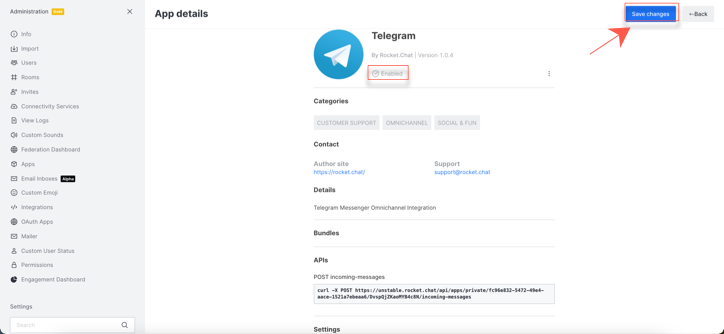 Administration
App details
Save changes
←Back
Info
Import
Users
Rooms
Invites
Connectivity Services
View Logs
Custom Sounds
Federation Dashboard
Apps
Email Inboxes Alpha
Custom Emoji
Integrations
OAuth Apps
Mailer
Custom User Status
Permissions
Engagement Dashboard
Settings
Search
Telegram
By Rocket.Chat | Version 1.0.4
Enabled
Categories
CUSTOMER SUPPORT OMNICHANNEL SOCIAL & FUN
Contact
Author site Support
https://rocket.chat/ support@rocket.chat
Details
Telegram Messenger Omnichannel Integration
Bundles
APIs
POST incoming-messages
curl -X POST https://unstable.rocket.chat/api/apps/private/fc96e832-5472-49e4-
aace-1521a7ebeaa6/DvspQjZKaoMYB4c8N/incoming-messages
Settings